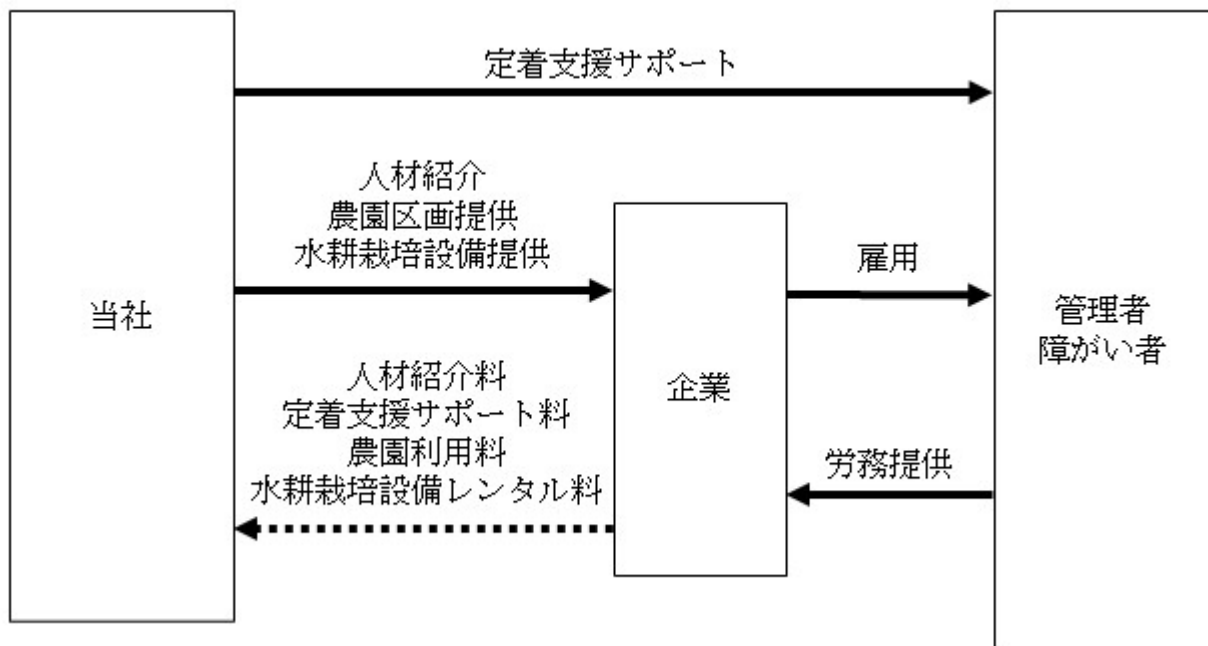 定着支援サポート
人材紹介
農園区画提供
水耕栽培設備提供
雇用
当社
管理者
障がい者
人材紹介料
定着支援サポート料
農園利用料
水耕栽培設備レンタル料
企業
労務提供